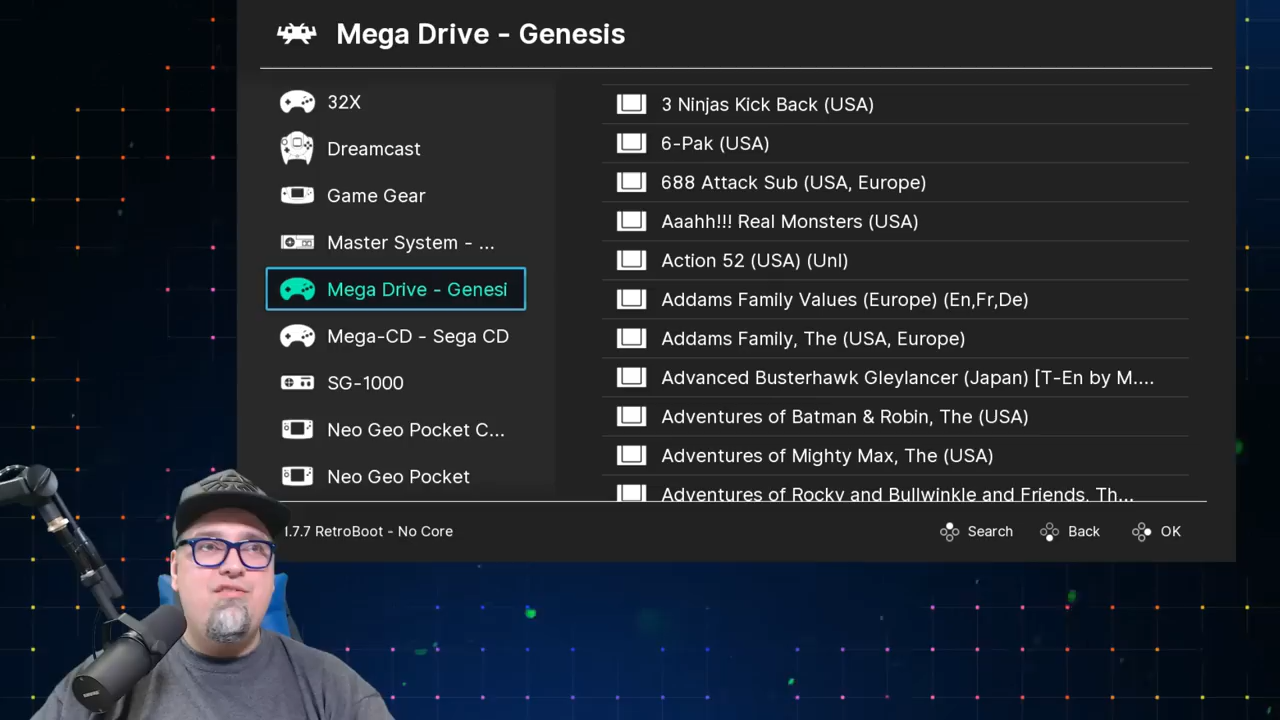 Mega Drive - Genesis
32X
Dreamcast
Game Gear
Master System - ...
Mega Drive - Genesi
Mega-CD - Sega CD
SG-1000
Neo Geo Pocket C...
Neo Geo Pocket
3 Ninjas Kick Back (USA)
6-Pak (USA)
688 Attack Sub (USA, Europe)
Aaahh!!! Real Monsters (USA)
Action 52 (USA) (Unl)
Addams Family Values (Europe) (En,Fr,De)
Addams Family, The (USA, Europe)
Advanced Busterhawk Gleylancer (Japan) [T-En by M....
Adventures of Batman & Robin, The (USA)
Adventures of Mighty Max, The (USA)
Adventures of Rocky and Bullwinkle and Friends, Th...
1.7.7 RetroBoot - No Core
Search
Back
OK
SHURE